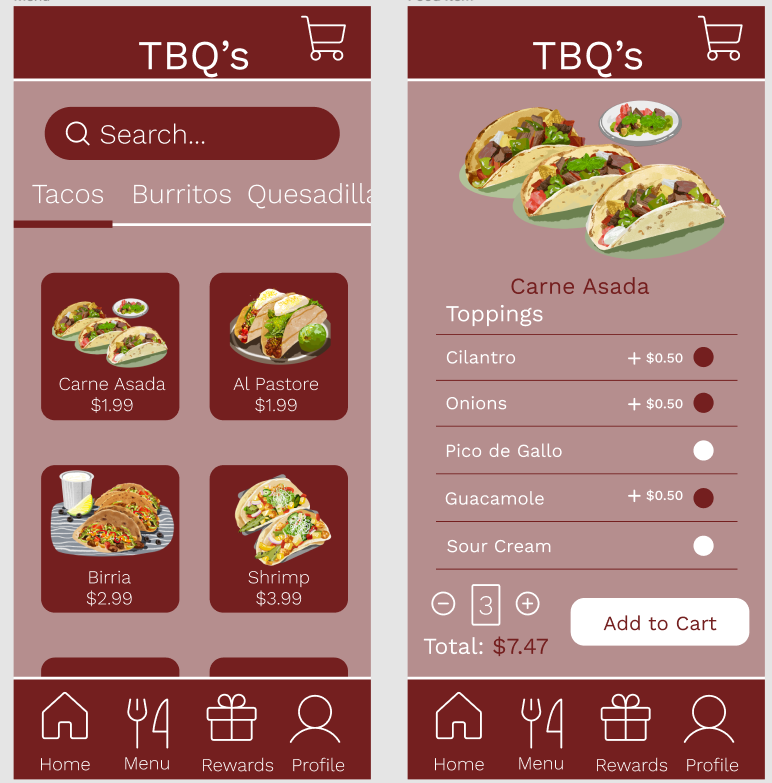 TBQ's
Search...
Tacos Burritos Quesadilla
Carne Asada
$1.99
Al Pastore
$1.99
Birria
$2.99
Shrimp
$3.99
Home Menu Rewards Profile
TBQ's
Carne Asada
Toppings
Cilantro + $0.50
Onions + $0.50
Pico de Gallo
Guacamole + $0.50
Sour Cream
3
Add to Cart
Total: $7.47
Home Menu Rewards Profile